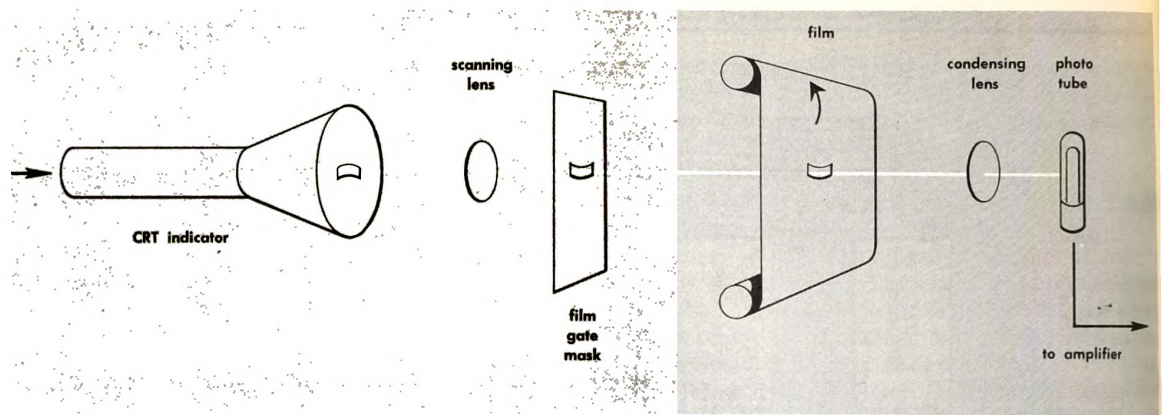 film
scanning
lens
condensing
lens
photo
tube
CRT indicator
film
gate
mask
to amplifier